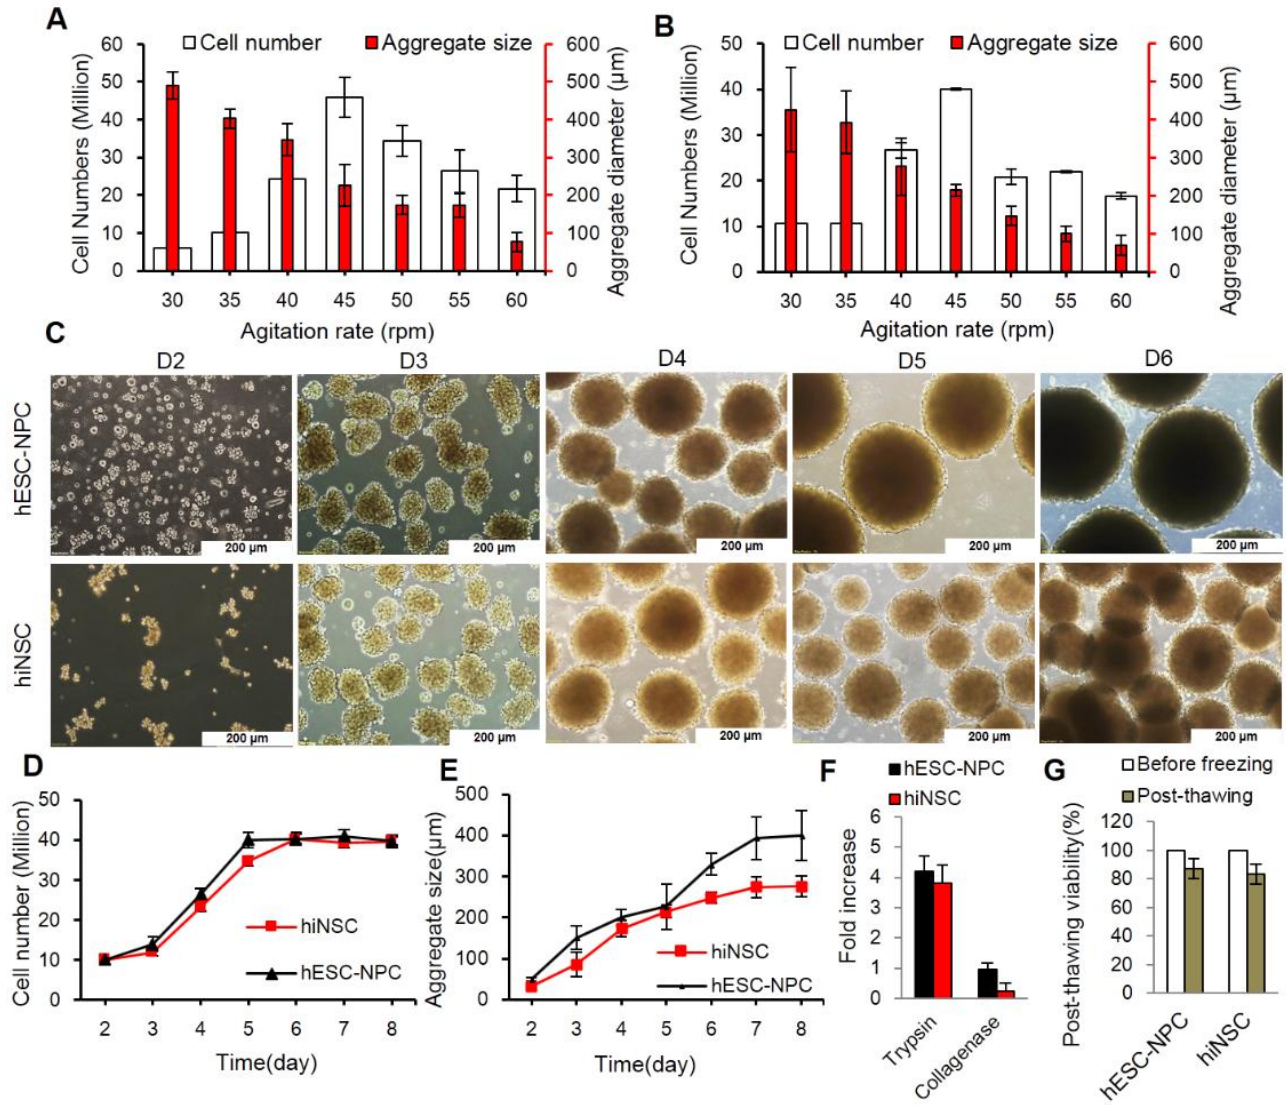 A
Cell number
Aggregate size
60
50
40
30
20
10
0
Cell Numbers (Million)
600
500
400
300
200
100
0
Aggregate diameter (µm)
30 35 40 45 50 55 60
Agitation rate (rpm)
B
Cell number
Aggregate size
50
40
30
20
10
0
Cell Numbers (Million)
600
500
400
300
200
100
0
Aggregate diameter (µm)
30 35 40 45 50 55 60
Agitation rate (rpm)
C
D2 D3 D4 D5 D6
hESC-NPC
200 µm 200 µm 200 µm 200 µm 200 µm
hiNSC
200 µm 200 µm 200 µm 200 µm 200 µm
D
50
40
30
20
10
0
Cell number (Million)
hiNSC
hESC-NPC
2 3 4 5 6 7 8
Time(day)
E
500
400
300
200
100
0
Aggregate size(µm)
hiNSC
hESC-NPC
2 3 4 5 6 7 8
Time(day)
F
hESC-NPC
hiNSC
6
5
4
3
2
1
0
Fold increase
Trypsin
Collagenase
G
Before freezing
Post-thawing
120
100
80
60
40
20
0
Post-thawing viability(%)
hESC-NPC
hiNSC